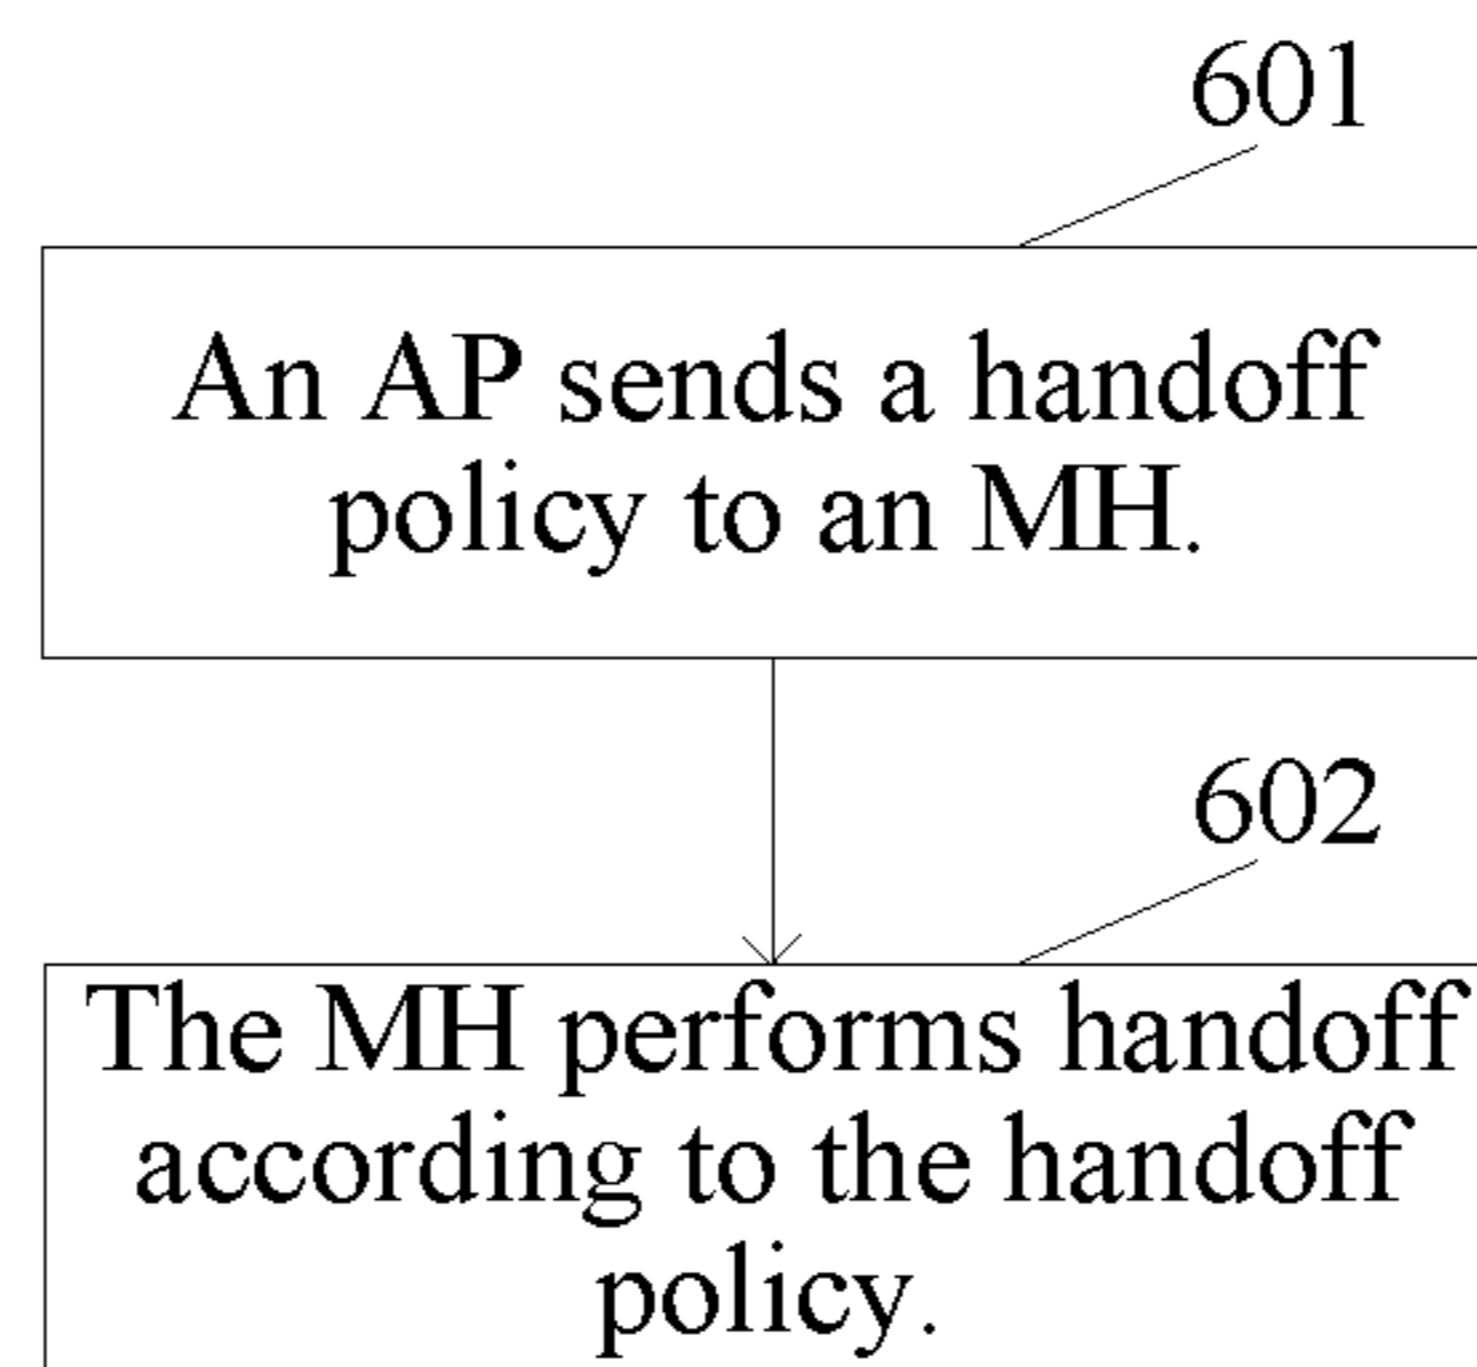 601
An AP sends a handoff
policy to an MH.
602
The MH performs handoff
according to the handoff
policy.